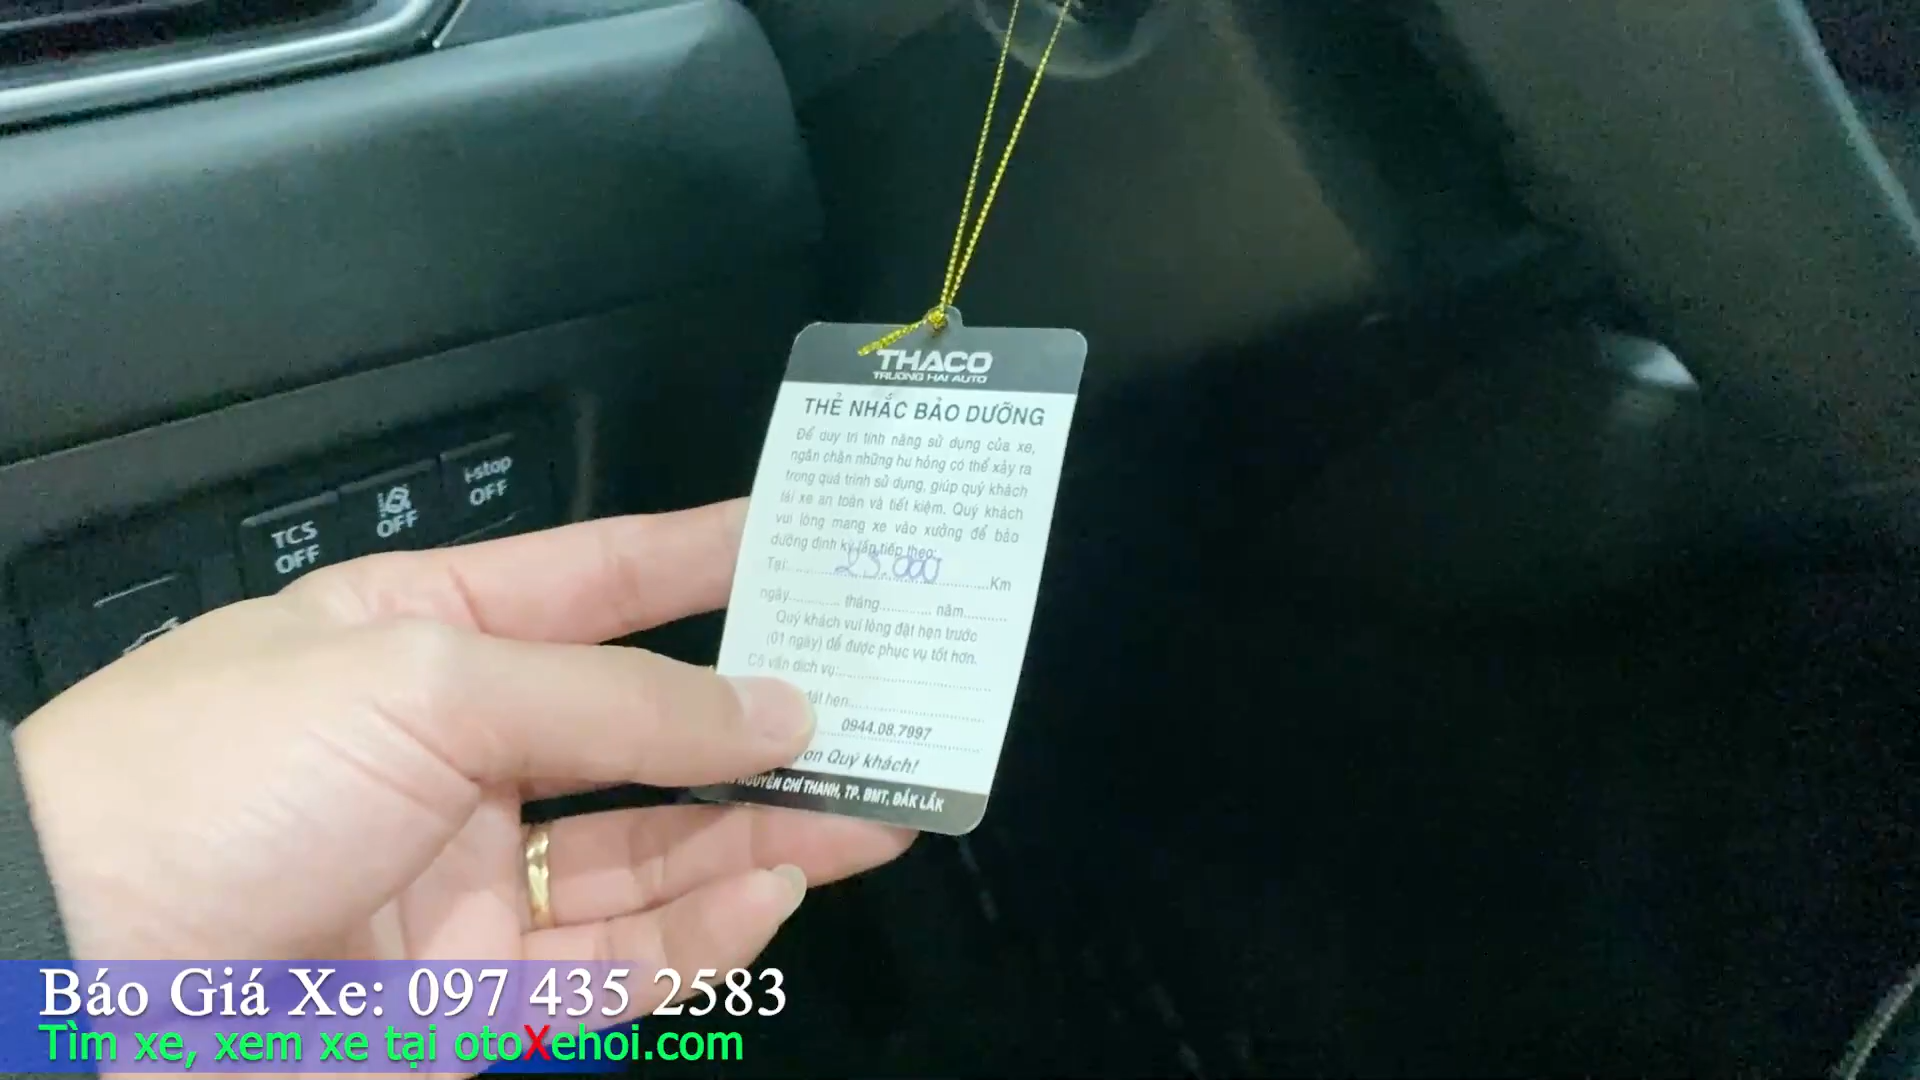 THACO
TRUONG HAI AUTO
THẺ NHẮC BẢO DƯỠNG
Để duy trì tính năng sử dụng của xe,
ngăn chặn những hư hỏng có thể xảy ra
trong quá trình sử dụng, giúp quý khách
lái xe an toàn và tiết kiệm. Quý khách
vui lòng mang xe vào xưởng để bảo
dưỡng định kỳ lần tiếp theo:
Tại:.......25.000.......Km
ngày............ tháng............ năm..........
Quý khách vui lòng đặt hẹn trước
(01 ngày) để được phục vụ tốt hơn.
Cố vấn dịch vụ:
đặt hẹn
0944.08.7997
ơn Quý khách!
NGUYỄN CHÍ THANH, TP. BMT, ĐẮK LẮK
TCS
OFF
OFF
i-stop
OFF
Báo Giá Xe: 097 435 2583
Tìm xe, xem xe tại otoXehoi.com